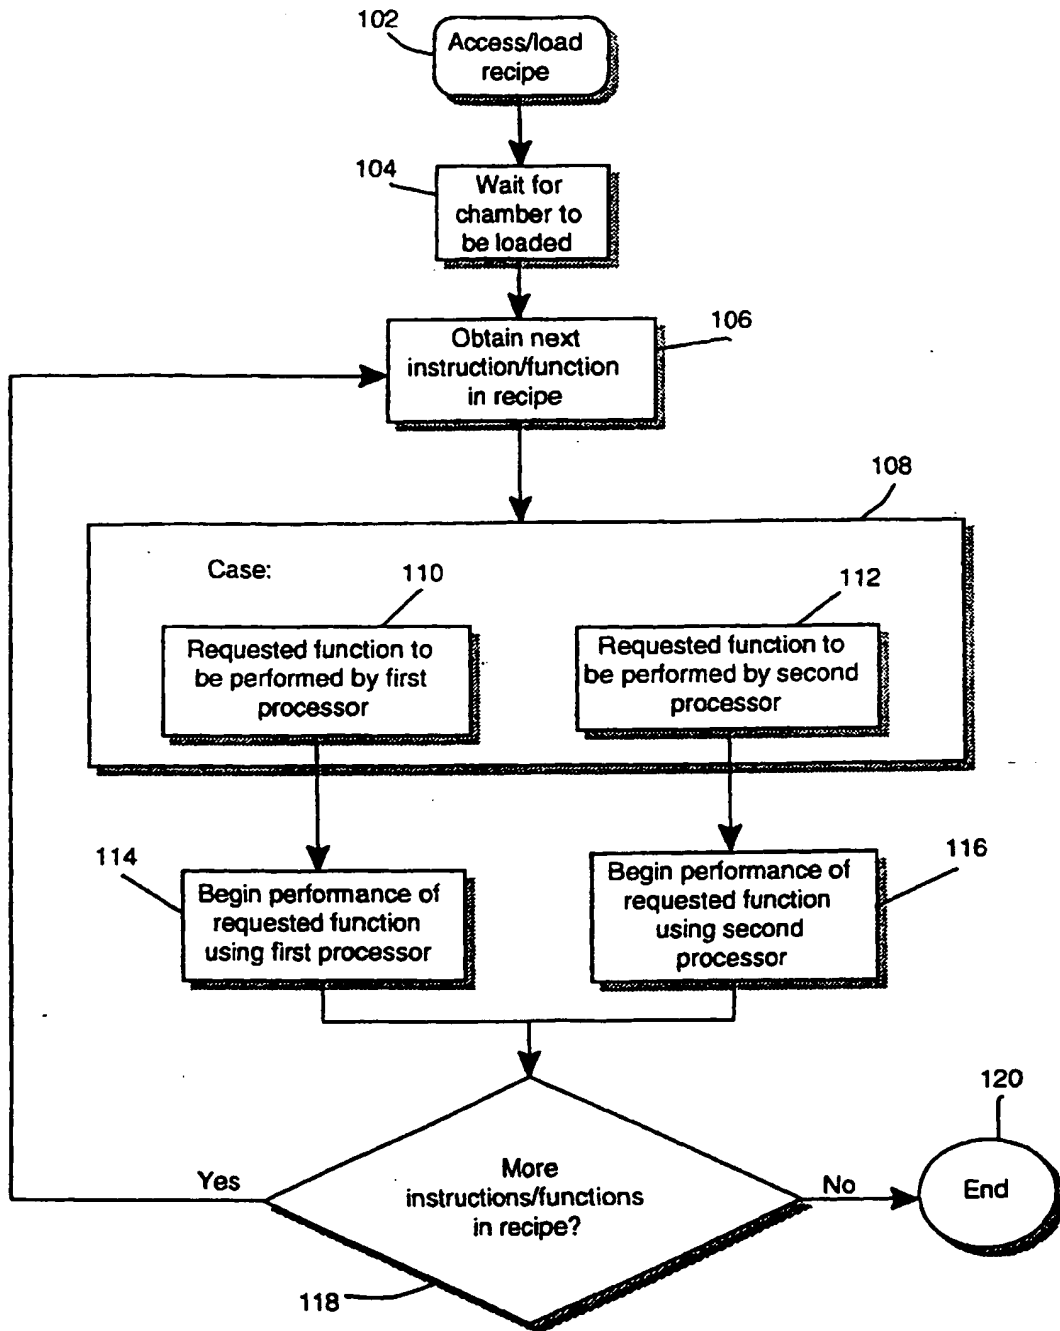 102
Access/load
recipe
104
Wait for
chamber to
be loaded
106
Obtain next
instruction/function
in recipe
108
Case:
110
112
Requested function to
be performed by first
processor
Requested function to
be performed by second
processor
114
Begin performance of
requested function
using first processor
116
Begin performance of
requested function
using second
processor
120
Yes
More
instructions/functions
in recipe?
No
End
118